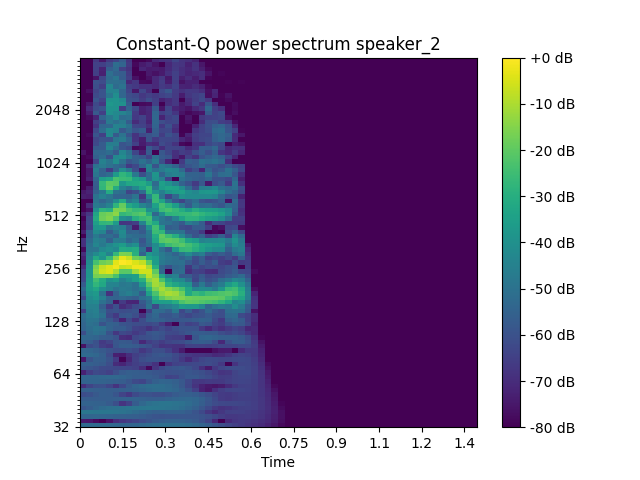 Constant-Q power spectrum speaker_2
Hz
2048
1024
512
256
128
64
32
0 0.15 0.3 0.45 0.6 0.75 0.9 1.1 1.2 1.4
Time
+0 dB
-10 dB
-20 dB
-30 dB
-40 dB
-50 dB
-60 dB
-70 dB
-80 dB